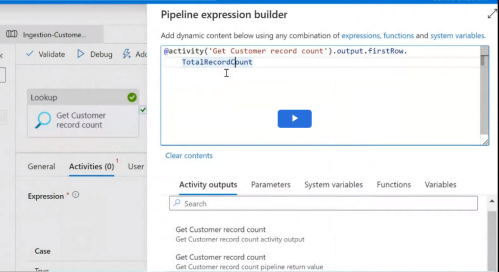 Pipeline expression builder
Add dynamic content below using any combination of expressions, functions and system variables.
Ingestion-Custome...
@activity('Get Customer record count').output.firstRow.
TotalRecordCount
Validate
Debug
Add
Lookup
Get Customer
record count
Clear contents
General
Activities (0)
1
User
Activity outputs
Parameters
System variables
Functions
Variables
Search
Expression *
Get Customer record count
Get Customer record count activity output
Get Customer record count
Get Customer record count pipeline return value
Case
True